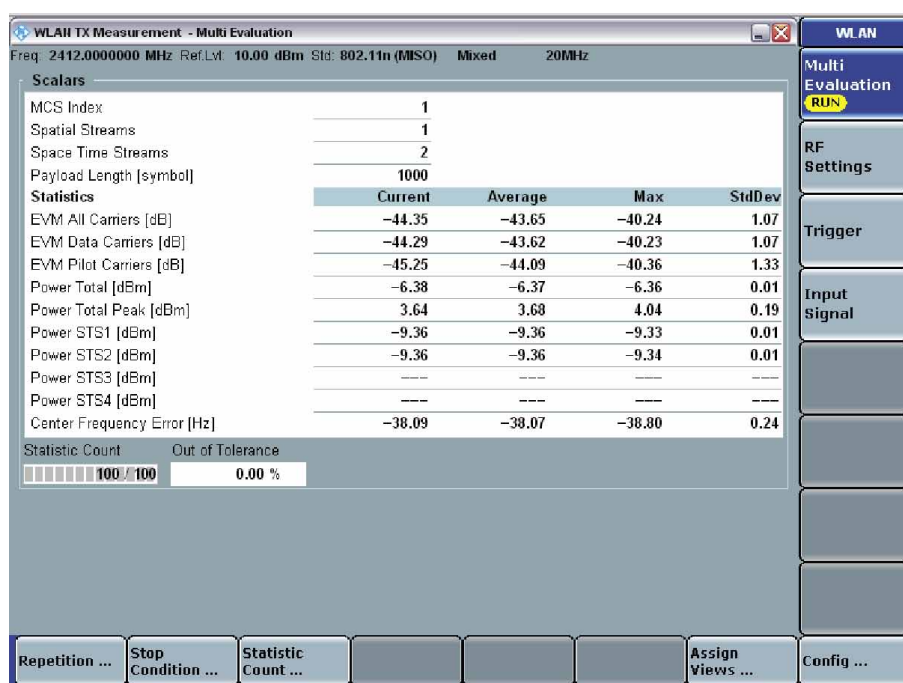 WLAN TX Measurement - Multi Evaluation
WLAN
Freq: 2412.0000000 MHz Ref.Lvl: 10.00 dBm Std: 802.11n (MISO) Mixed 20MHz
Multi Evaluation
RUN
RF Settings
Trigger
Input Signal
Scalars
MCS Index 1
Spatial Streams 1
Space Time Streams 2
Payload Length [symbol] 1000
Statistics Current Average Max StdDev
EVM All Carriers [dB] −44.35 −43.65 −40.24 1.07
EVM Data Carriers [dB] −44.29 −43.62 −40.23 1.07
EVM Pilot Carriers [dB] −45.25 −44.09 −40.36 1.33
Power Total [dBm] −6.38 −6.37 −6.36 0.01
Power Total Peak [dBm] 3.64 3.68 4.04 0.19
Power STS1 [dBm] −9.36 −9.36 −9.33 0.01
Power STS2 [dBm] −9.36 −9.36 −9.34 0.01
Power STS3 [dBm] −−− −−− −−− −−−
Power STS4 [dBm] −−− −−− −−− −−−
Center Frequency Error [Hz] −38.09 −38.07 −38.80 0.24
Statistic Count Out of Tolerance
100 / 100 0.00 %
Repetition ...
Stop Condition ...
Statistic Count ...
Assign Views ...
Config ...